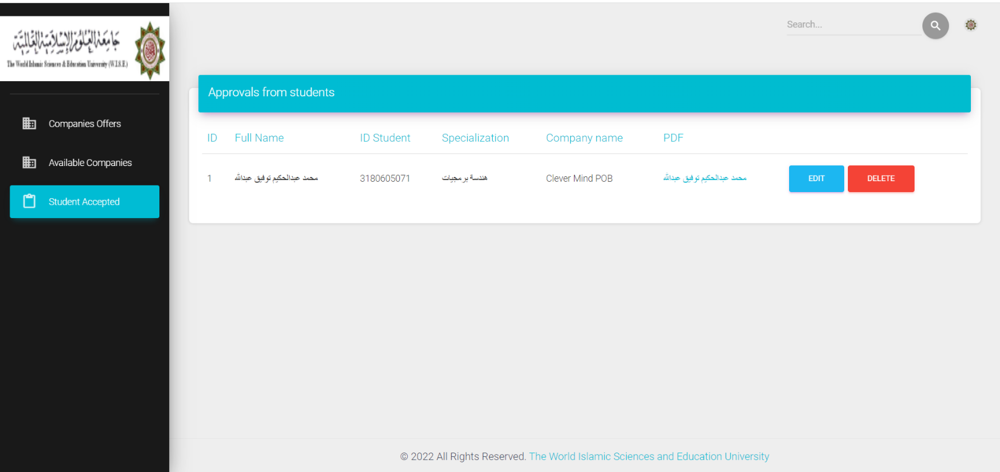 جامعة العلوم الإسلامية العالمية
The World Islamic Sciences & Education University (W.I.S.E.)
Search...
Companies Offers
Available Companies
Student Accepted
Approvals from students
ID Full Name ID Student Specialization Company name PDF
1 محمد عبدالحكيم توفيق عبدالله 3180605071 هندسة برمجيات Clever Mind POB محمد عبدالحكيم توفيق عبدالله EDIT DELETE
© 2022 All Rights Reserved. The World Islamic Sciences and Education University